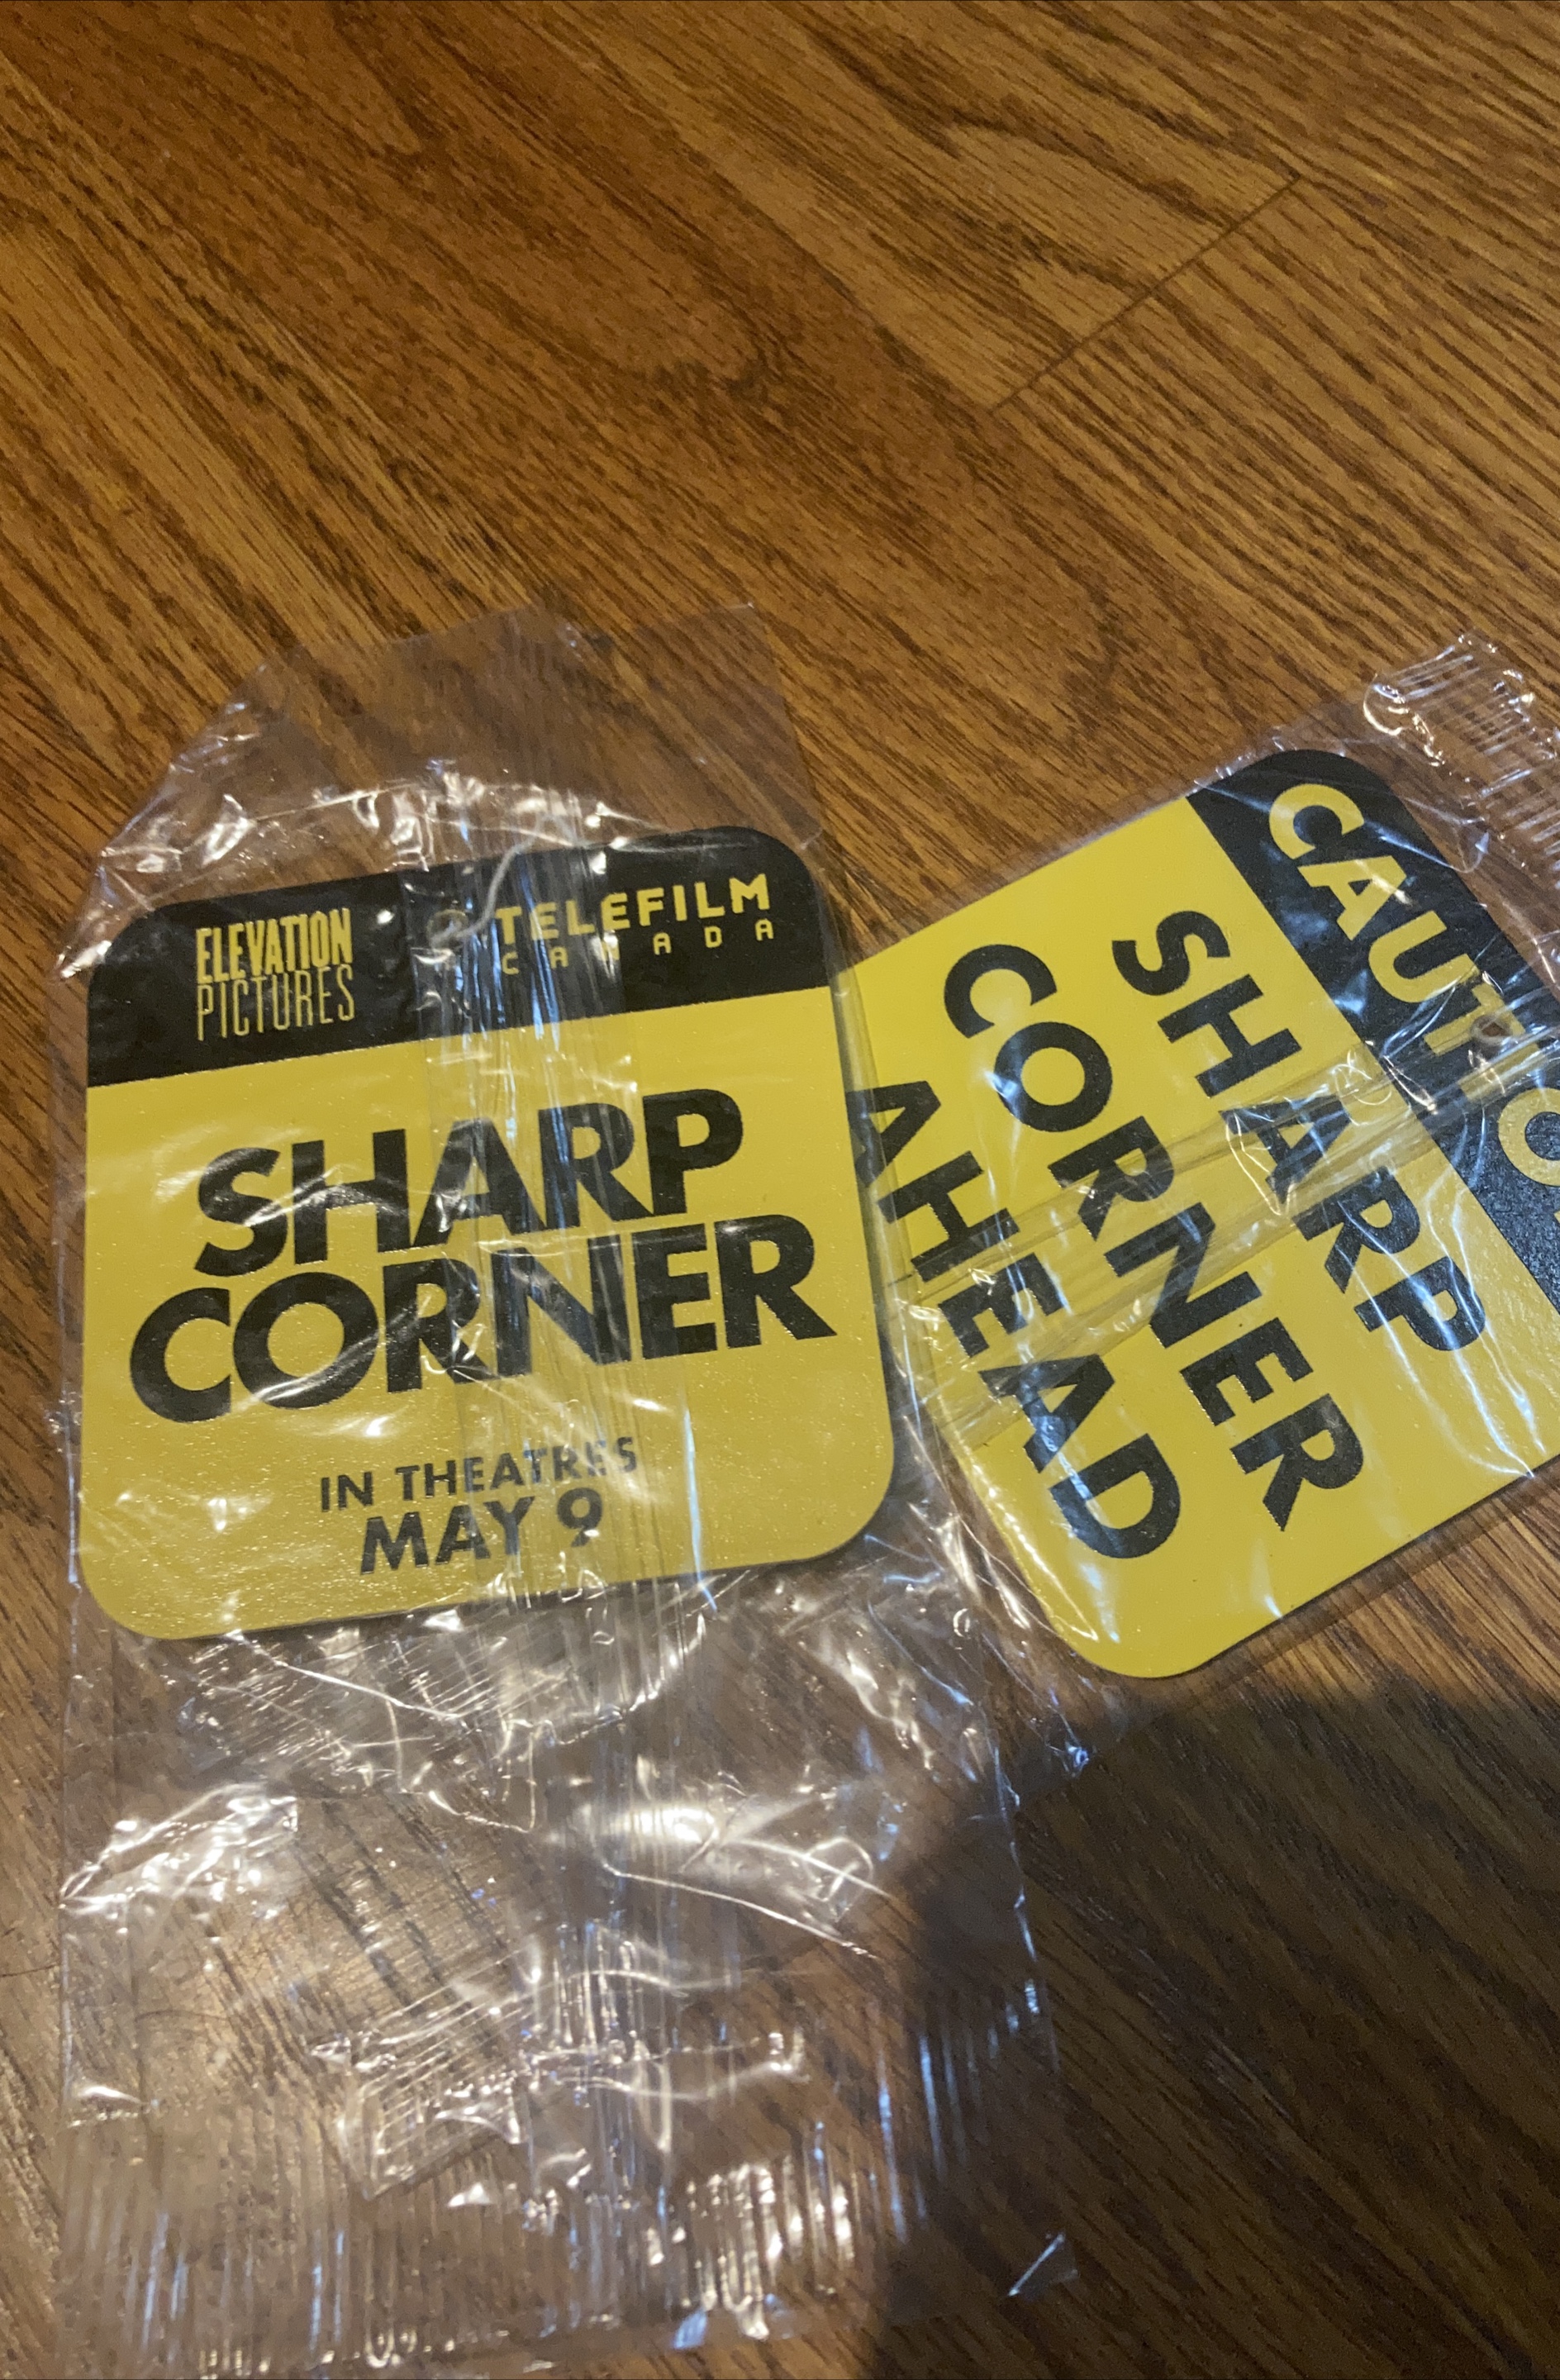 ELEVATION
PICTURES
TELEFILM
CANADA
SHARP
CORNER
IN THEATRES
MAY 9
SHARP
CORNER
AHEAD